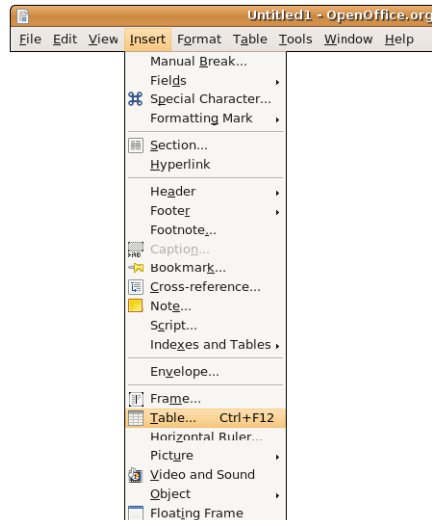 Untitled1 - OpenOffice.org
File Edit View Insert Format Table Tools Window Help
Manual Break...
Fields
Special Character...
Formatting Mark
Section...
Hyperlink
Header
Footer
Footnote...
Caption...
Bookmark...
Cross-reference...
Note...
Script...
Indexes and Tables
Envelope...
Frame...
Table... Ctrl+F12
Horizontal Ruler...
Picture
Video and Sound
Object
Floating Frame